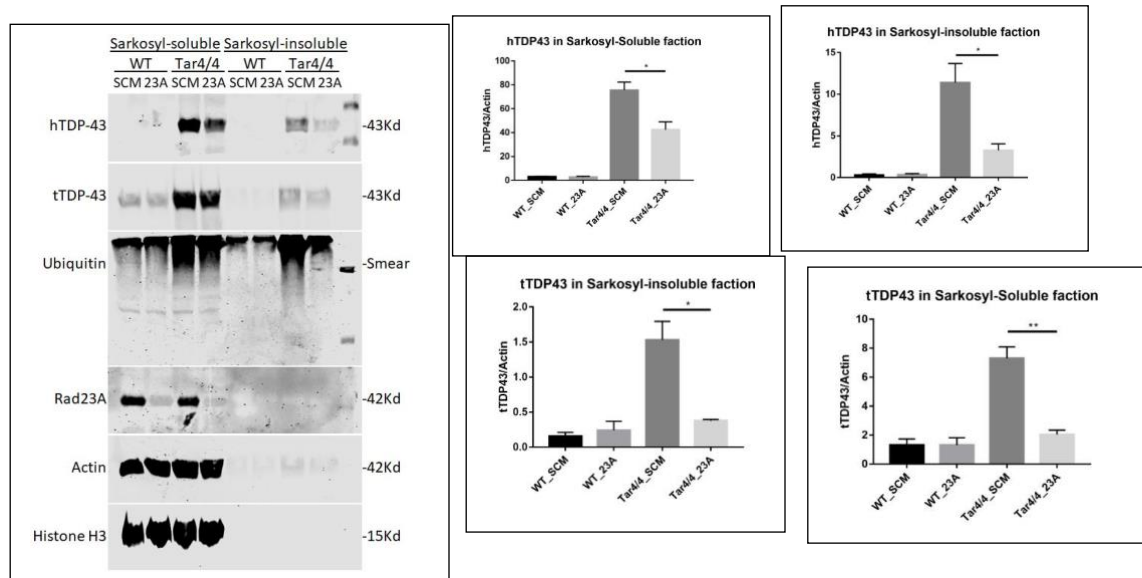 Sarkosyl-soluble Sarkosyl-insoluble
WT Tar4/4 WT Tar4/4
SCM 23A SCM 23A SCM 23A SCM 23A
hTDP-43 -43Kd
tTDP-43 -43Kd
Ubiquitin -Smear
Rad23A -42Kd
Actin -42Kd
Histone H3 -15Kd
hTDP43 in Sarkosyl-Soluble faction
hTDP43/Actin
100
80
60
40
20
0
*
WT_SCM
WT_23A
Tar4/4_SCM
Tar4/4_23A
hTDP43 in Sarkosyl-insoluble faction
hTDP43/Actin
15
10
5
0
*
WT_SCM
WT_23A
Tar4/4_SCM
Tar4/4_23A
tTDP43 in Sarkosyl-insoluble faction
tTDP43/Actin
2.0
1.5
1.0
0.5
0.0
*
WT_SCM
WT_23A
Tar4/4_SCM
Tar4/4_23A
tTDP43 in Sarkosyl-Soluble faction
tTDP43/Actin
10
8
6
4
2
0
**
WT_SCM
WT_23A
Tar4/4_SCM
Tar4/4_23A